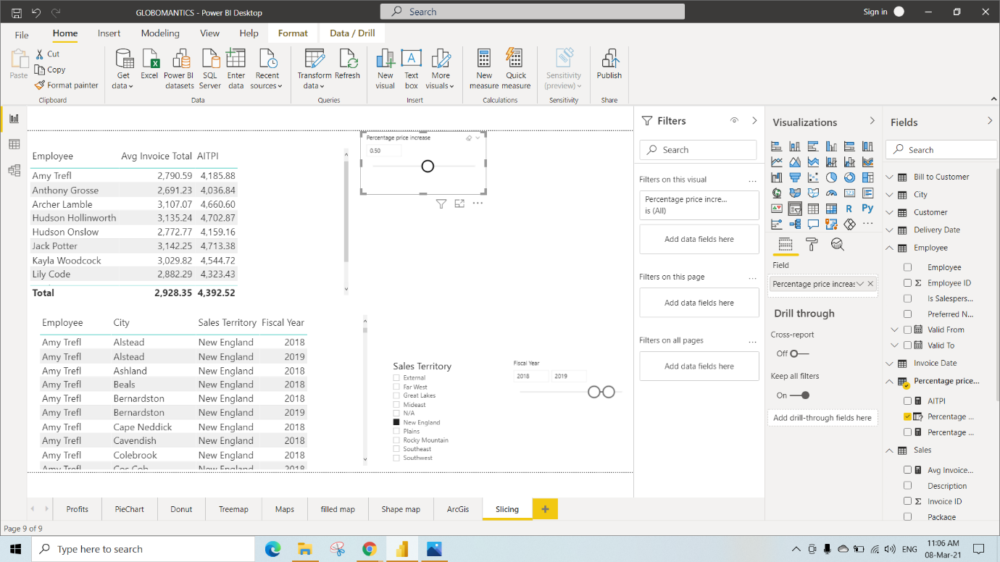 GLOBOMANTICS - Power BI Desktop
Search
Sign in
File Home Insert Modeling View Help Format Data / Drill
Paste
Cut
Copy
Format painter
Clipboard
Get data
Excel
Power BI datasets
SQL Server
Enter data
Recent sources
Data
Transform data
Refresh
Queries
New visual
Text box
More visuals
Insert
New measure
Quick measure
Calculations
Sensitivity (preview)
Sensitivity
Publish
Share
Employee Avg Invoice Total AITPI
Amy Trefl 2,790.59 4,185.88
Anthony Grosse 2,691.23 4,036.84
Archer Lamble 3,107.07 4,660.60
Hudson Hollinworth 3,135.24 4,702.87
Hudson Onslow 2,772.77 4,159.16
Jack Potter 3,142.25 4,713.38
Kayla Woodcock 3,029.82 4,544.72
Lily Code 2,882.29 4,323.43
Total 2,928.35 4,392.52
Percentage price increase
0.50
Employee City Sales Territory Fiscal Year
Amy Trefl Alstead New England 2018
Amy Trefl Alstead New England 2019
Amy Trefl Ashland New England 2018
Amy Trefl Beals New England 2018
Amy Trefl Bernardston New England 2018
Amy Trefl Bernardston New England 2019
Amy Trefl Cape Neddick New England 2018
Amy Trefl Cavendish New England 2018
Amy Trefl Colebrook New England 2018
Amy Trefl Cos Cob New England 2018
Sales Territory
External
Far West
Great Lakes
Mideast
N/A
New England
Plains
Rocky Mountain
Southeast
Southwest
Fiscal Year
2018 2019
Filters
Search
Filters on this visual ...
Percentage price incre...
is (All)
Add data fields here
Filters on this page ...
Add data fields here
Filters on all pages ...
Add data fields here
Visualizations
R
Py
Field
Percentage price increas
Drill through
Cross-report
Off
Keep all filters
On
Add drill-through fields here
Fields
Search
Bill to Customer
City
Customer
Delivery Date
Employee
Employee
Employee ID
Is Salespers...
Preferred N...
Valid From
Valid To
Invoice Date
Percentage price...
AITPI
Percentage ...
Percentage ...
Sales
Avg Invoice...
Description
Invoice ID
Package
Profits PieChart Donut Treemap Maps filled map Shape map ArcGis Slicing +
Page 9 of 9
Type here to search
ENG
11:06 AM
08-Mar-21